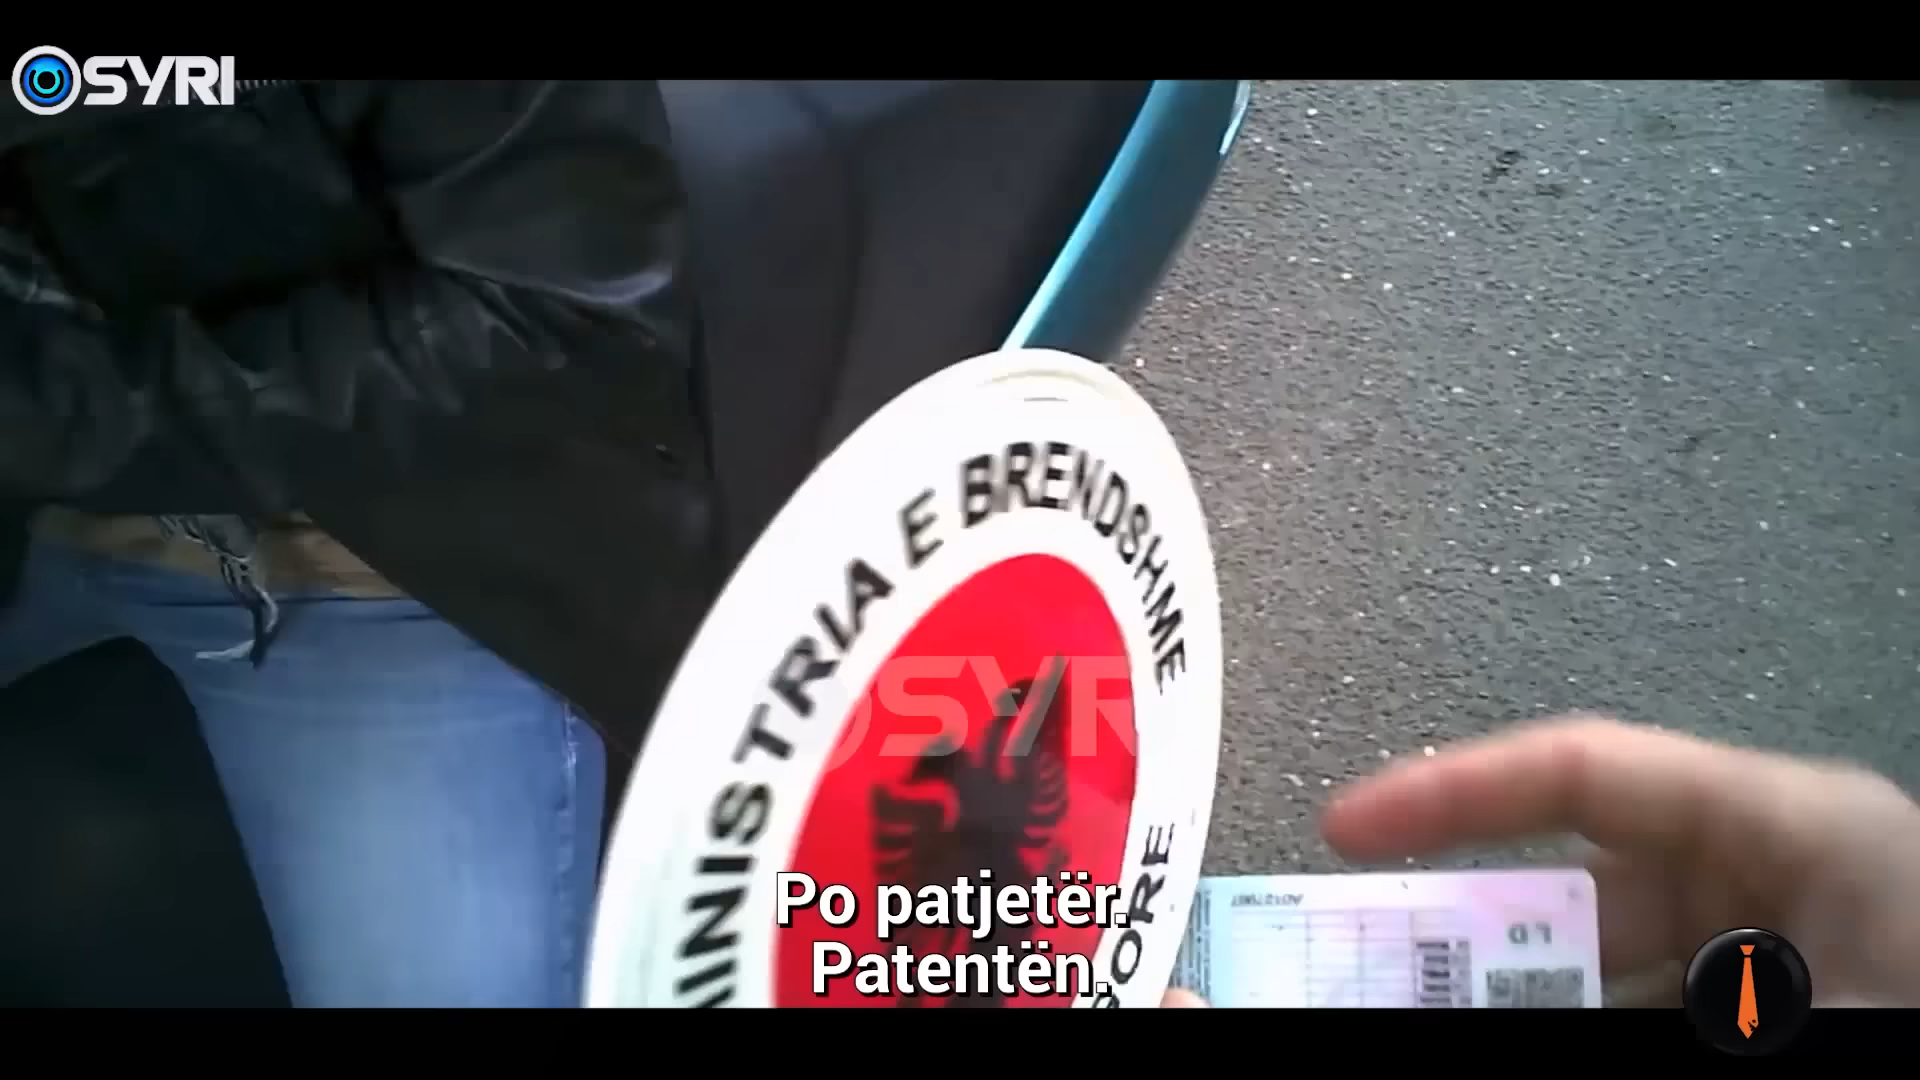 SYRI
MINISTRIA E BRENDSHME
SYRI
Po patjetër.
Patentën.